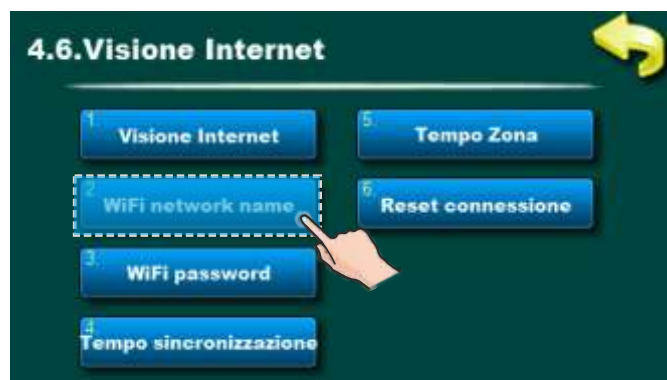 4.6.Visione Internet
1.
Visione Internet
2
WiFi network name
3.
WiFi password
4
Tempo sincronizzazione
5.
Tempo Zona
6
Reset connessione